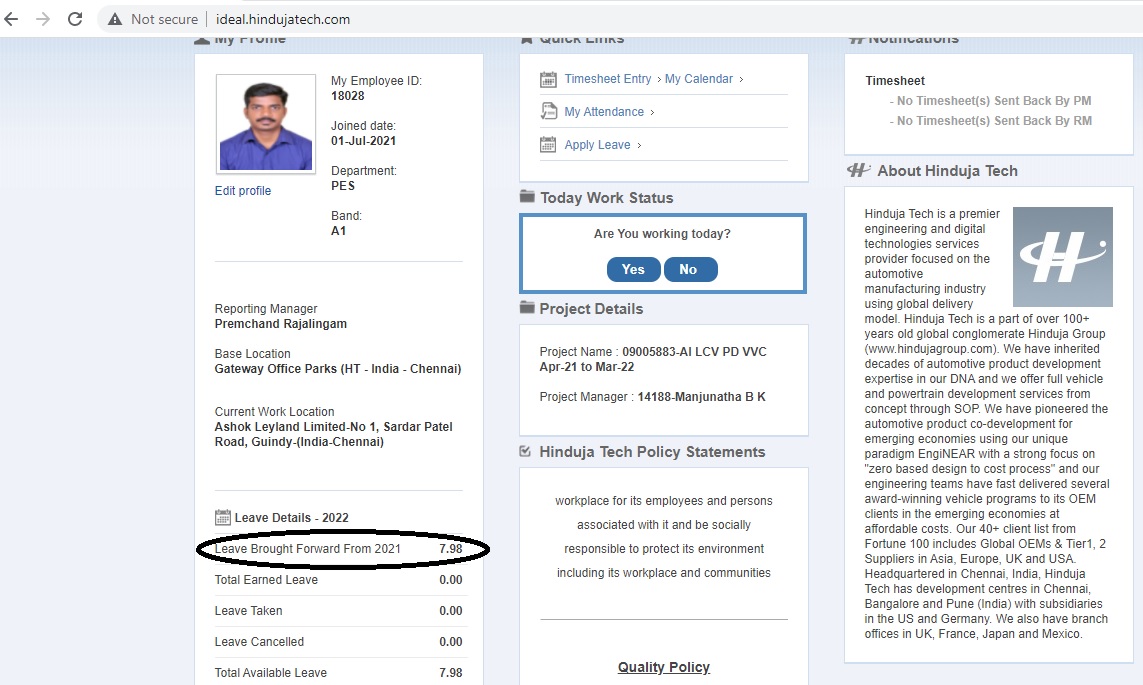 Not secure | ideal.hindujatech.com
My Profile
My Employee ID:
18028
Joined date:
01-Jul-2021
Department:
PES
Band:
A1
Edit profile
Reporting Manager
Premchand Rajalingam
Base Location
Gateway Office Parks (HT - India - Chennai)
Current Work Location
Ashok Leyland Limited-No 1, Sardar Patel
Road, Guindy-(India-Chennai)
Leave Details - 2022
Leave Brought Forward From 2021 7.98
Total Earned Leave 0.00
Leave Taken 0.00
Leave Cancelled 0.00
Total Available Leave 7.98
Quick Links
Timesheet Entry › My Calendar ›
My Attendance ›
Apply Leave ›
Today Work Status
Are You working today?
Yes No
Project Details
Project Name : 09005883-AI LCV PD VVC
Apr-21 to Mar-22
Project Manager : 14188-Manjunatha B K
Hinduja Tech Policy Statements
workplace for its employees and persons
associated with it and be socially
responsible to protect its environment
including its workplace and communities
Quality Policy
Notifications
Timesheet
- No Timesheet(s) Sent Back By PM
- No Timesheet(s) Sent Back By RM
About Hinduja Tech
Hinduja Tech is a premier
engineering and digital
technologies services
provider focused on the
automotive
manufacturing industry
using global delivery
model. Hinduja Tech is a part of over 100+
years old global conglomerate Hinduja Group
(www.hindujagroup.com). We have inherited
decades of automotive product development
expertise in our DNA and we offer full vehicle
and powertrain development services from
concept through SOP. We have pioneered the
automotive product co-development for
emerging economies using our unique
paradigm EngiNEAR with a strong focus on
"zero based design to cost process" and our
engineering teams have fast delivered several
award-winning vehicle programs to its OEM
clients in the emerging economies at
affordable costs. Our 40+ client list from
Fortune 100 includes Global OEMs & Tier1, 2
Suppliers in Asia, Europe, UK and USA.
Headquartered in Chennai, India, Hinduja
Tech has development centres in Chennai,
Bangalore and Pune (India) with subsidiaries
in the US and Germany. We also have branch
offices in UK, France, Japan and Mexico.